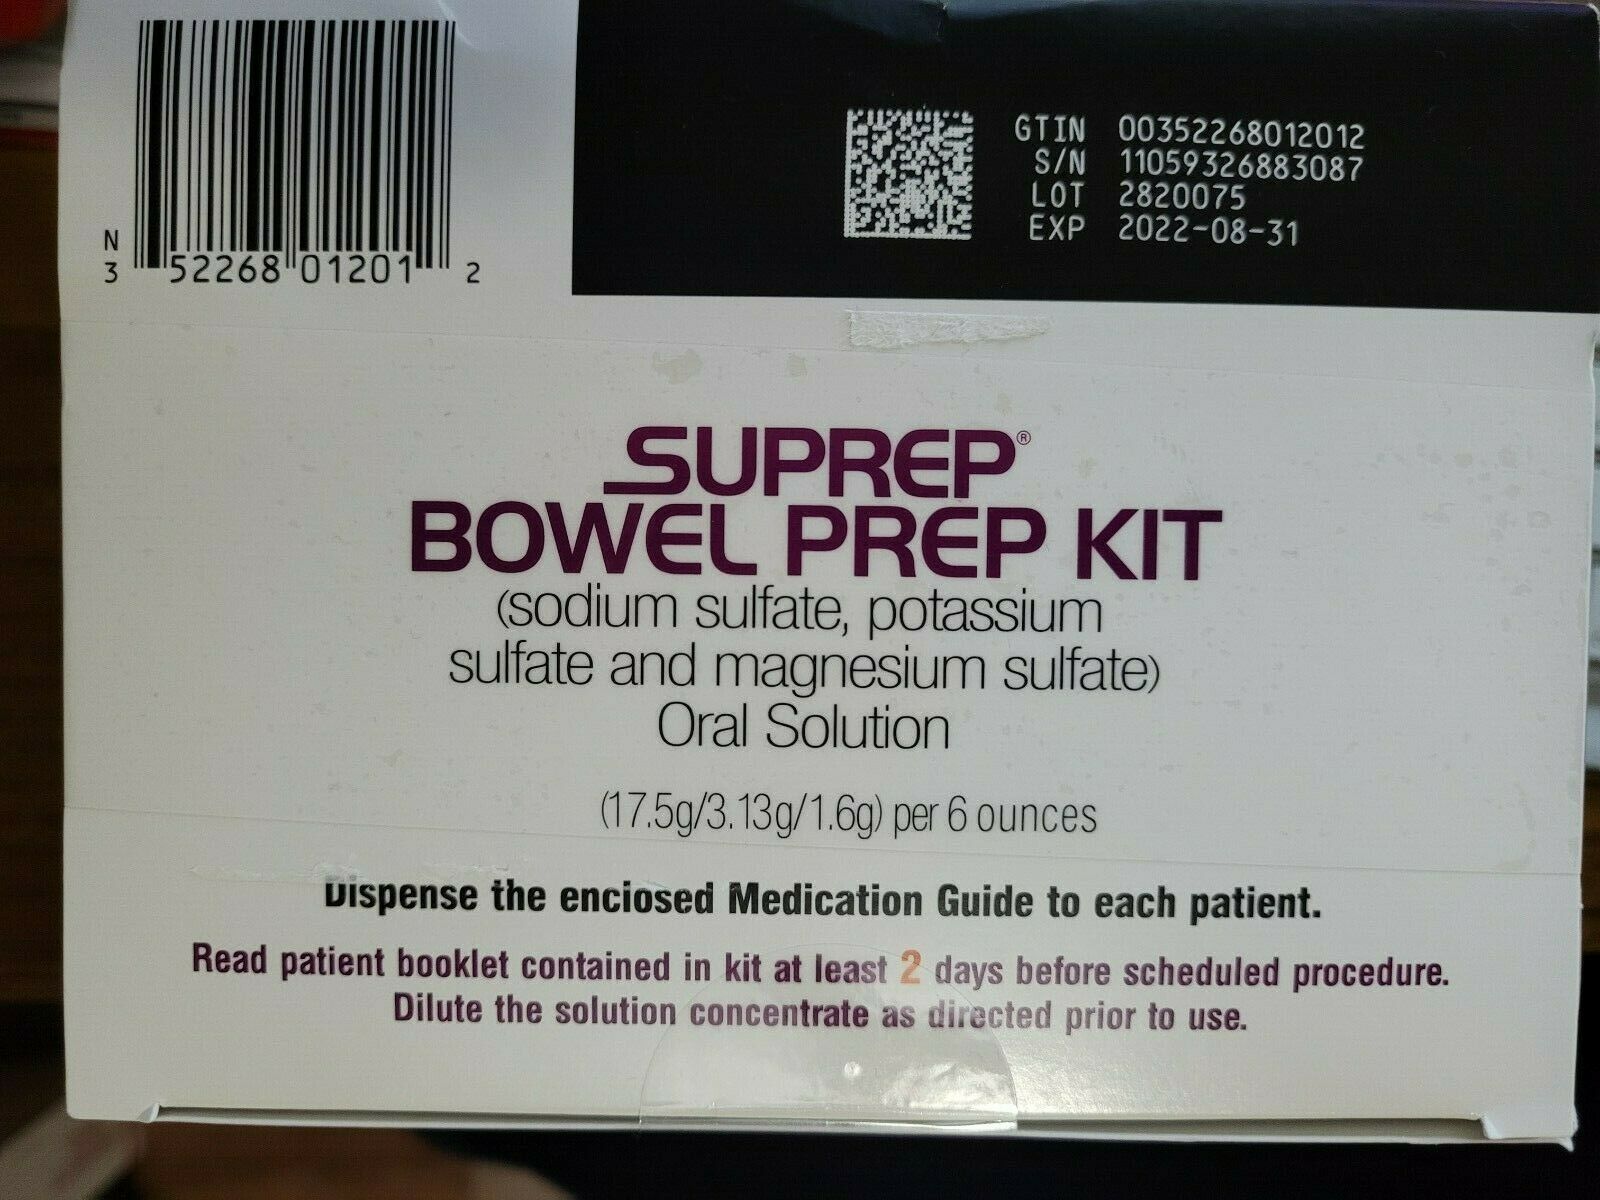 N
3 52268 01201 2
GTIN 00352268012012
S/N 11059326883087
LOT 2820075
EXP 2022-08-31
SUPREP®
BOWEL PREP KIT
(sodium sulfate, potassium
sulfate and magnesium sulfate)
Oral Solution
(17.5g/3.13g/1.6g) per 6 ounces
Dispense the enclosed Medication Guide to each patient.
Read patient booklet contained in kit at least 2 days before scheduled procedure.
Dilute the solution concentrate as directed prior to use.